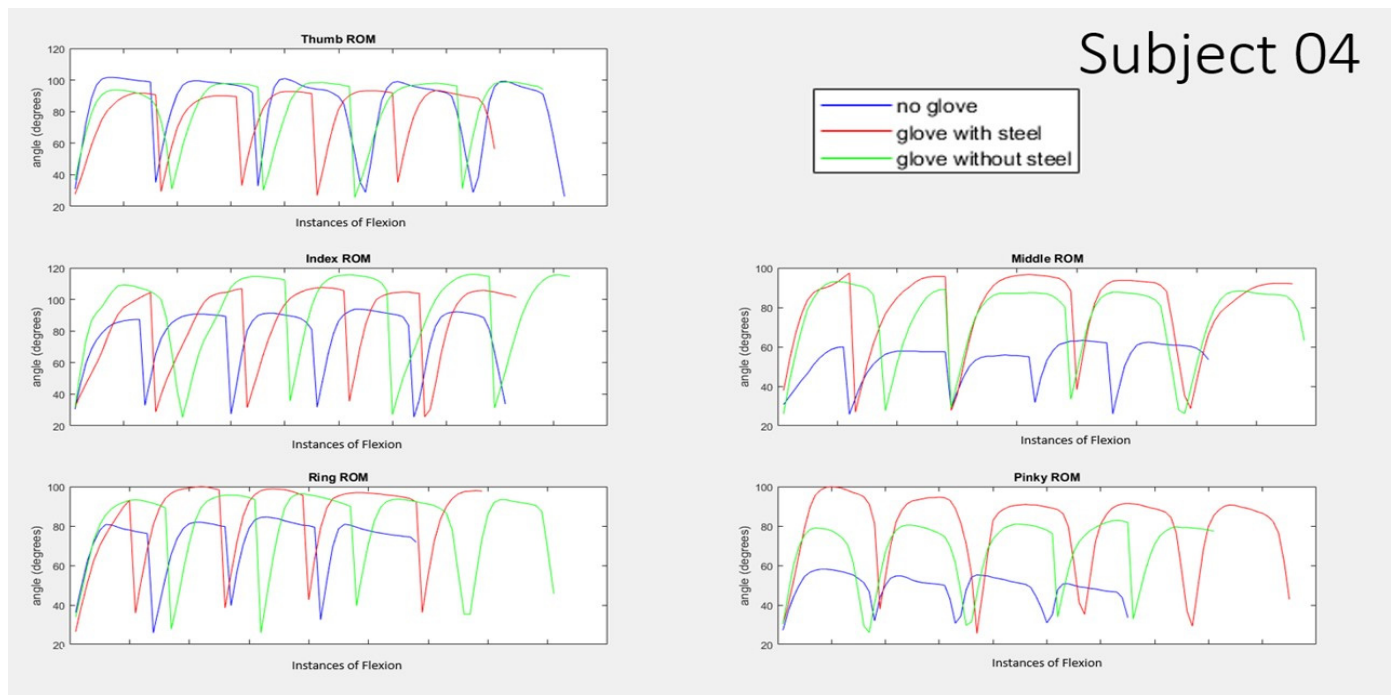 Subject 04
no glove
glove with steel
glove without steel
Thumb ROM
120
100
80
60
40
20
angle (degrees)
Instances of Flexion
Index ROM
120
100
80
60
40
20
angle (degrees)
Instances of Flexion
Middle ROM
100
80
60
40
20
angle (degrees)
Instances of Flexion
Ring ROM
100
80
60
40
20
angle (degrees)
Instances of Flexion
Pinky ROM
100
80
60
40
20
angle (degrees)
Instances of Flexion